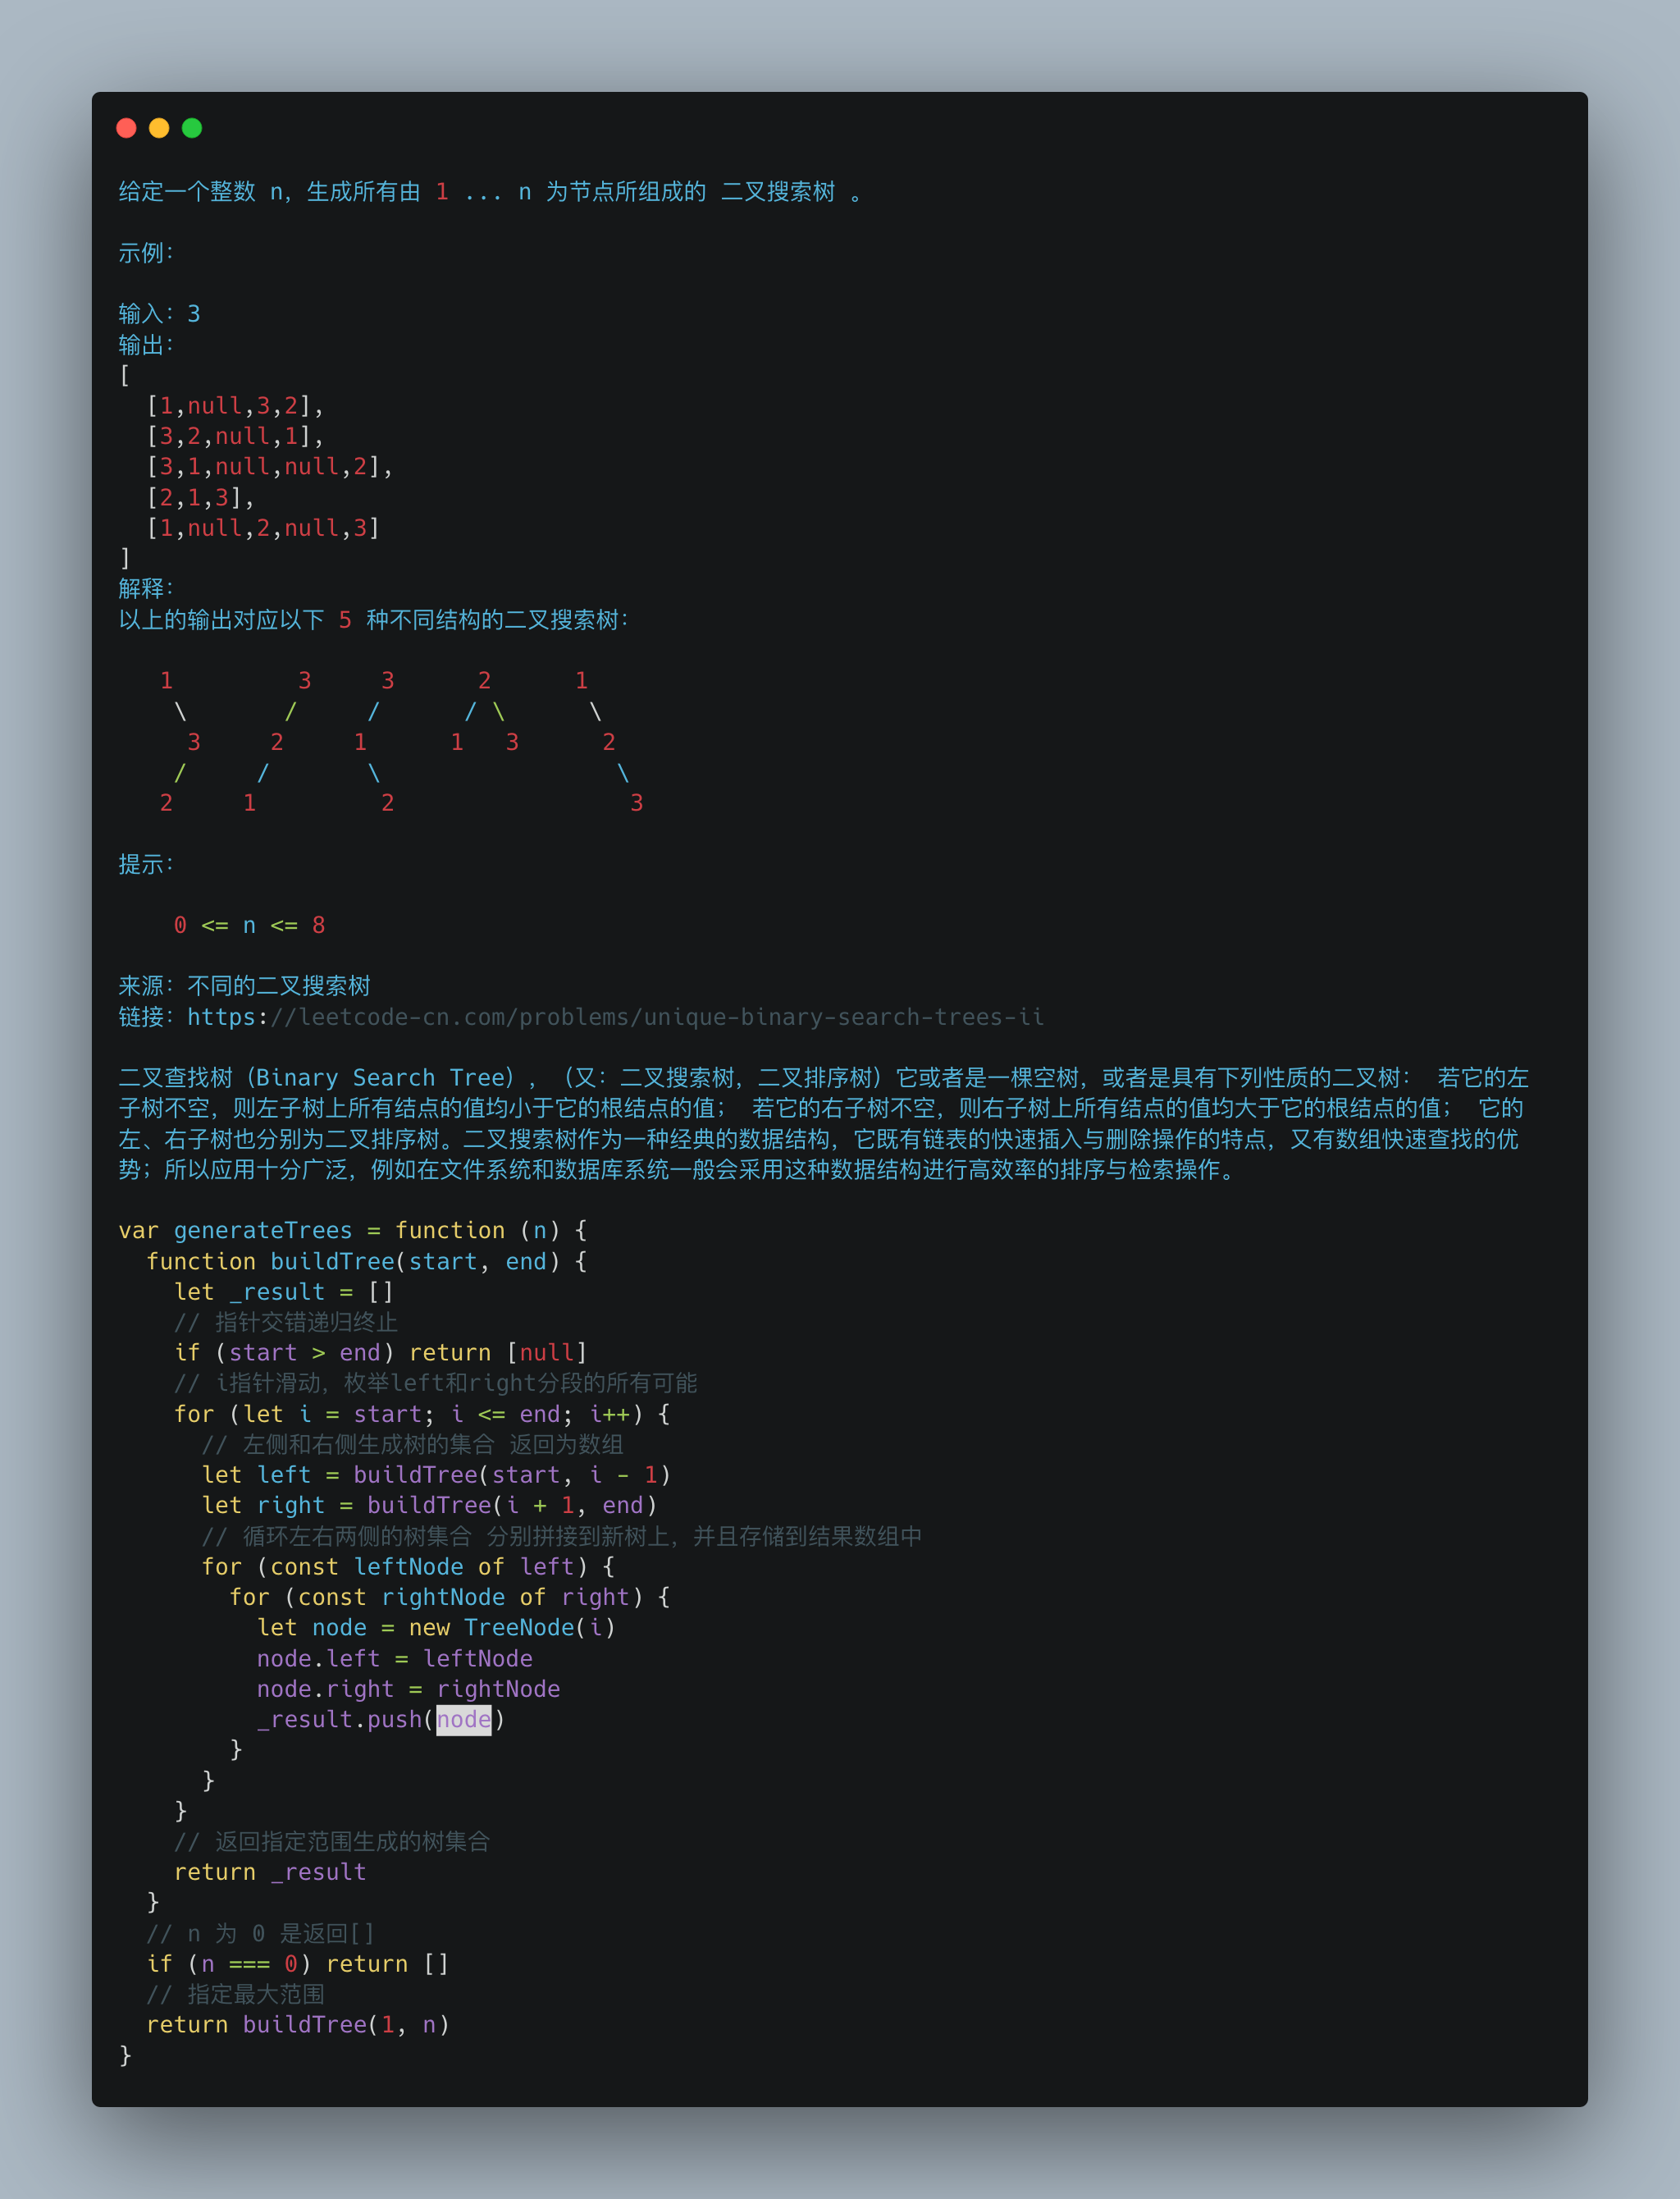 给定一个整数 n，生成所有由 1 ... n 为节点所组成的 二叉搜索树 。

示例：

输入：3
输出：
[
  [1,null,3,2],
  [3,2,null,1],
  [3,1,null,null,2],
  [2,1,3],
  [1,null,2,null,3]
]
解释：
以上的输出对应以下 5 种不同结构的二叉搜索树：

   1         3     3      2      1
    \       /     /      / \      \
     3     2     1      1   3      2
    /     /       \                 \
   2     1         2                 3

提示：

    0 <= n <= 8

来源：不同的二叉搜索树
链接：https://leetcode-cn.com/problems/unique-binary-search-trees-ii

二叉查找树（Binary Search Tree），（又：二叉搜索树，二叉排序树）它或者是一棵空树，或者是具有下列性质的二叉树： 若它的左
子树不空，则左子树上所有结点的值均小于它的根结点的值； 若它的右子树不空，则右子树上所有结点的值均大于它的根结点的值； 它的
左、右子树也分别为二叉排序树。二叉搜索树作为一种经典的数据结构，它既有链表的快速插入与删除操作的特点，又有数组快速查找的优
势；所以应用十分广泛，例如在文件系统和数据库系统一般会采用这种数据结构进行高效率的排序与检索操作。

var generateTrees = function (n) {
  function buildTree(start, end) {
    let _result = []
    // 指针交错递归终止
    if (start > end) return [null]
    // i指针滑动，枚举left和right分段的所有可能
    for (let i = start; i <= end; i++) {
      // 左侧和右侧生成树的集合 返回为数组
      let left = buildTree(start, i - 1)
      let right = buildTree(i + 1, end)
      // 循环左右两侧的树集合 分别拼接到新树上，并且存储到结果数组中
      for (const leftNode of left) {
        for (const rightNode of right) {
          let node = new TreeNode(i)
          node.left = leftNode
          node.right = rightNode
          _result.push(node)
        }
      }
    }
    // 返回指定范围生成的树集合
    return _result
  }
  // n 为 0 是返回[]
  if (n === 0) return []
  // 指定最大范围
  return buildTree(1, n)
}